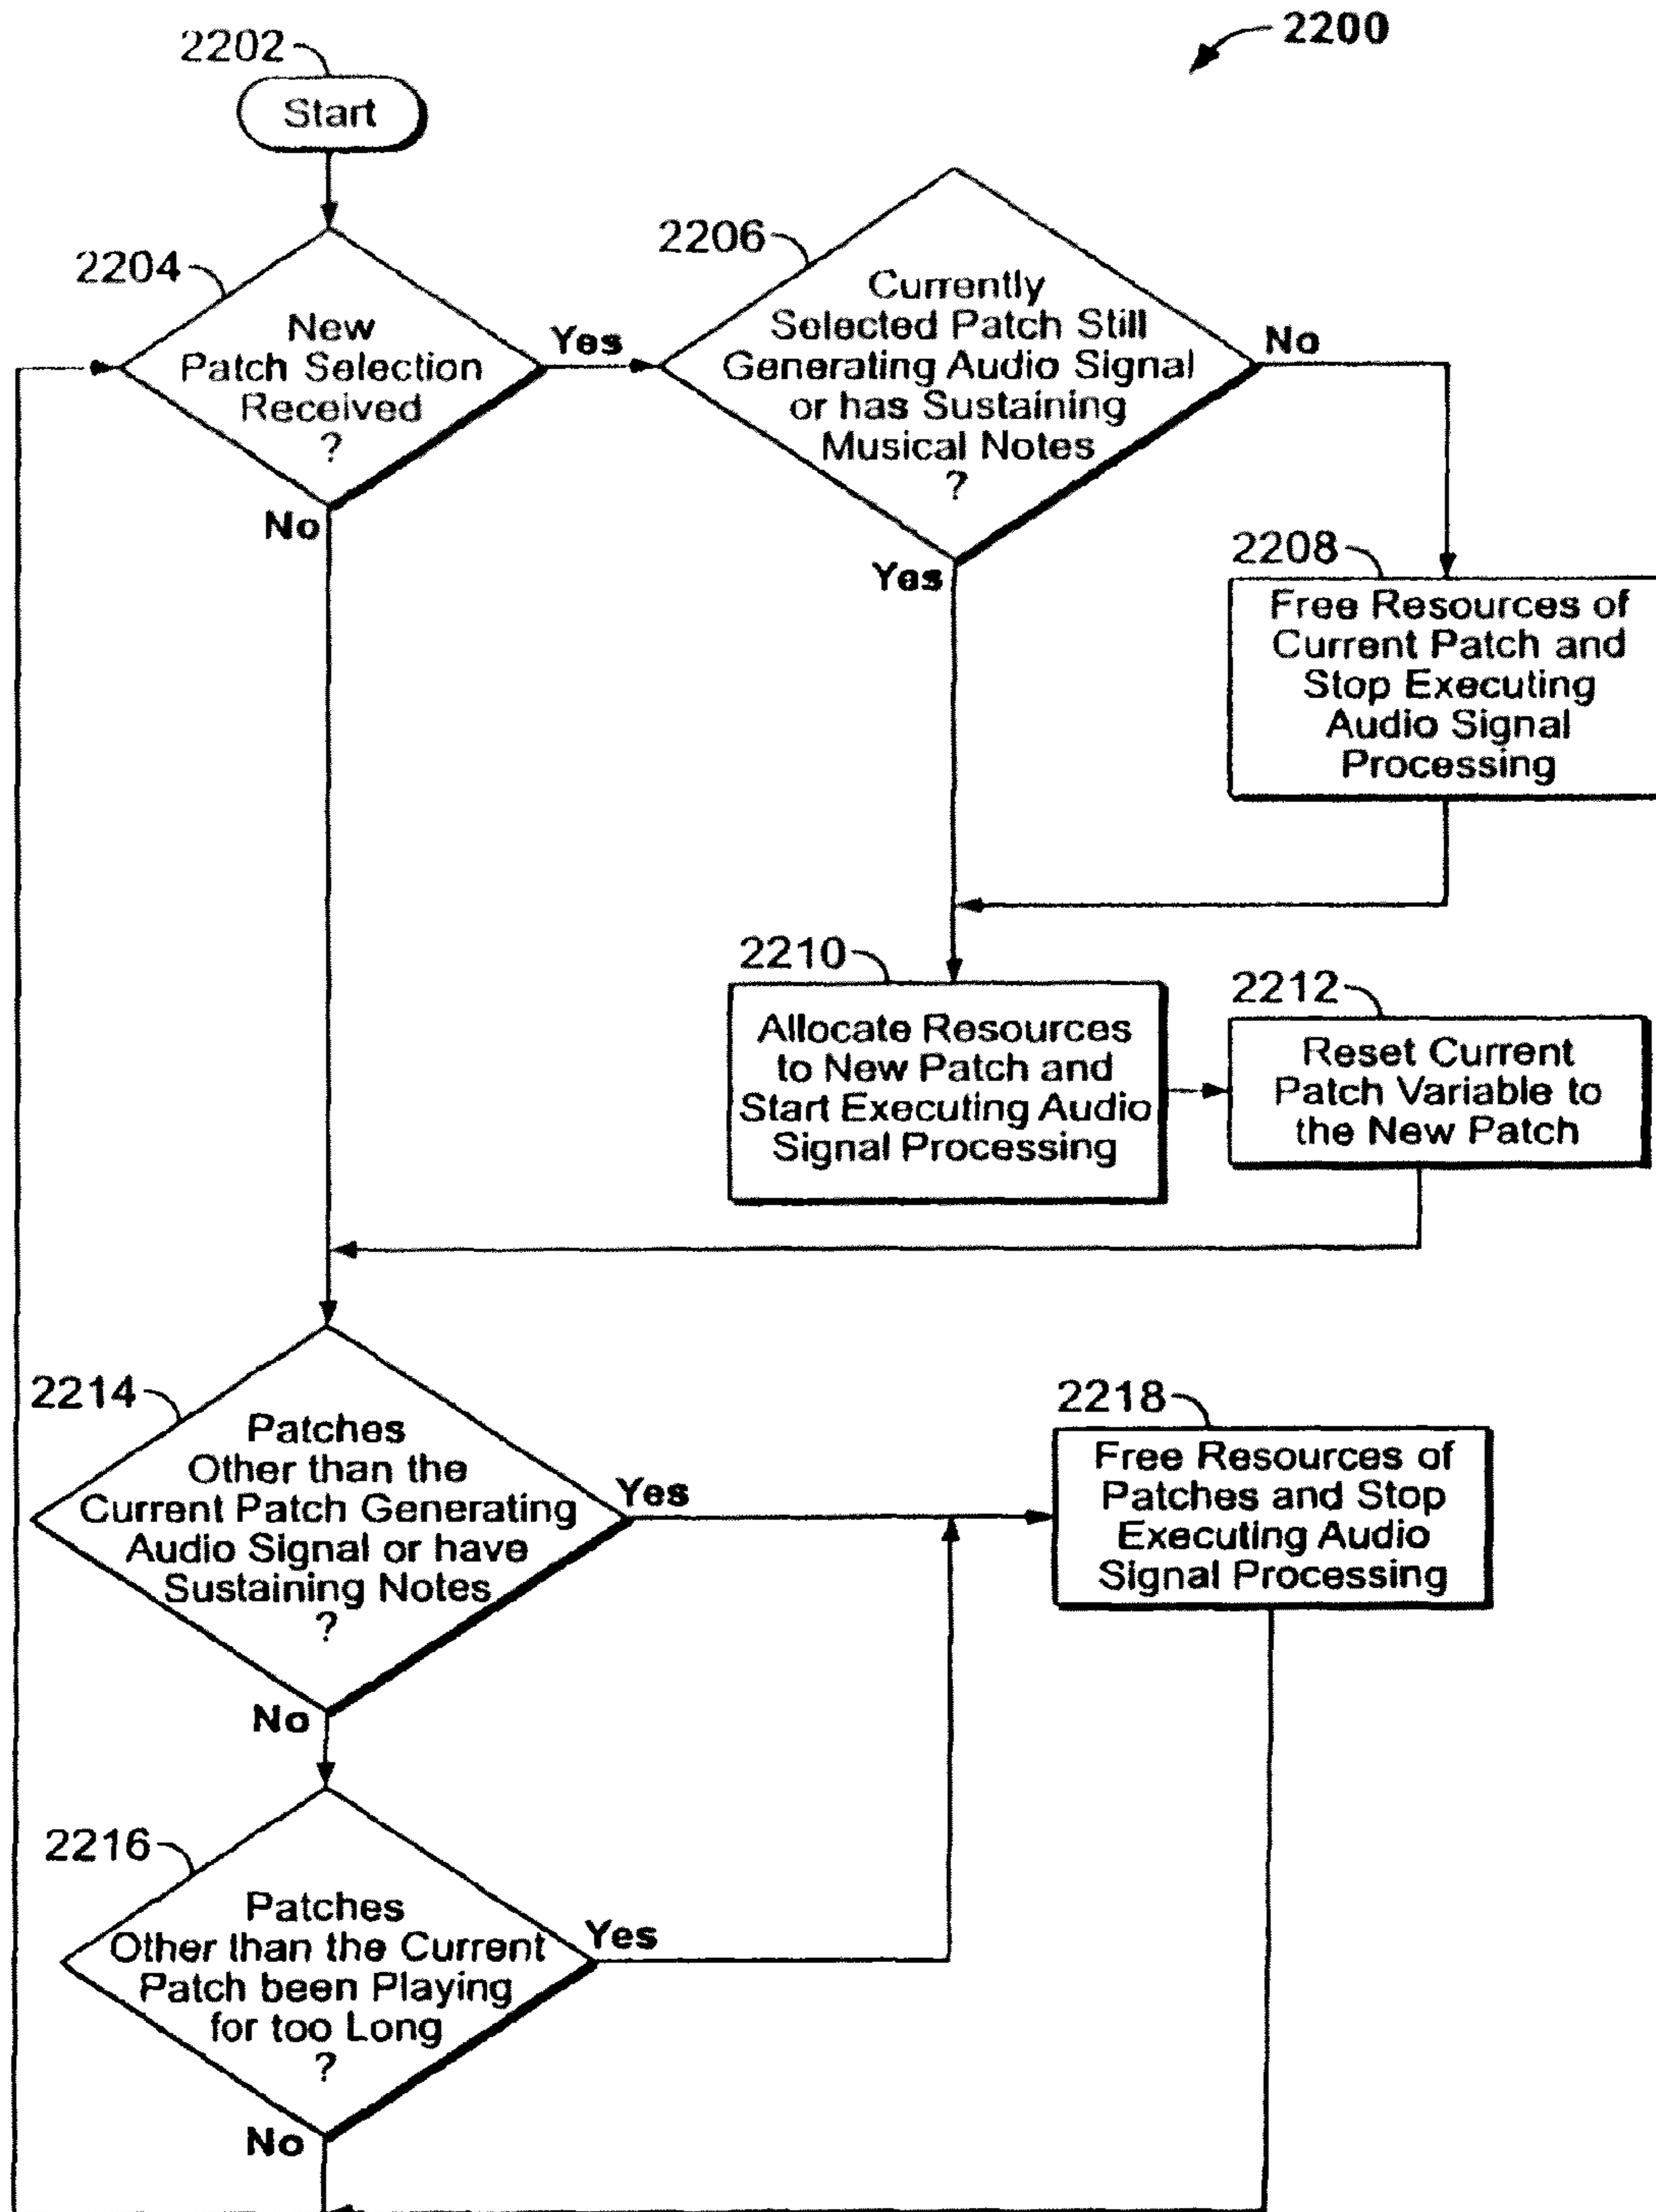 2200
2202
Start
2204
New
Patch Selection
Received
?
Yes
No
2206
Currently
Selected Patch Still
Generating Audio Signal
or has Sustaining
Musical Notes
?
No
Yes
2208
Free Resources of
Current Patch and
Stop Executing
Audio Signal
Processing
2210
Allocate Resources
to New Patch and
Start Executing Audio
Signal Processing
2212
Reset Current
Patch Variable to
the New Patch
2214
Patches
Other than the
Current Patch Generating
Audio Signal or have
Sustaining Notes
?
Yes
No
2218
Free Resources of
Patches and Stop
Executing Audio
Signal Processing
2216
Patches
Other than the Current
Patch been Playing
for too Long
?
Yes
No